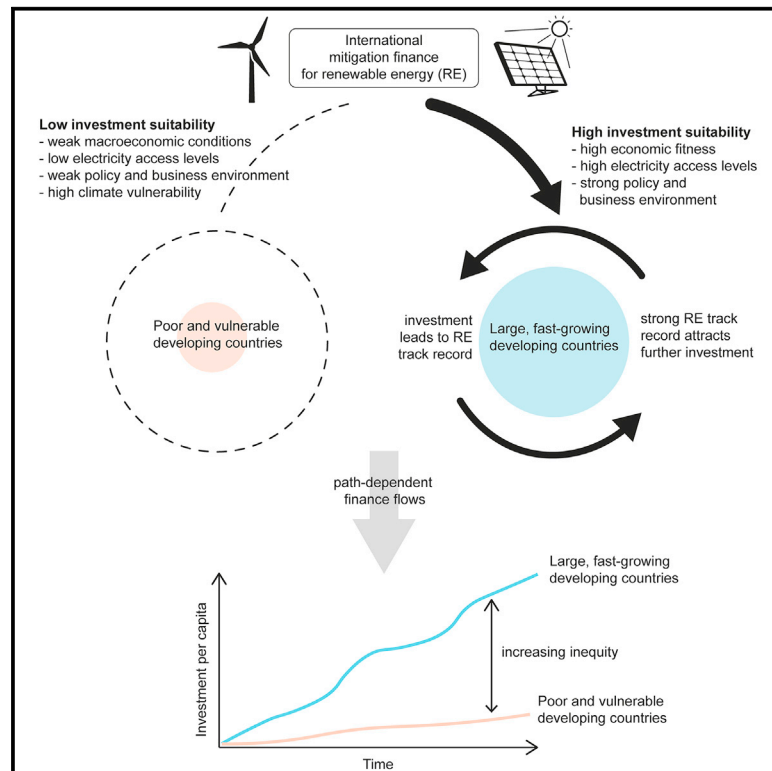 International
mitigation finance
for renewable energy (RE)
Low investment suitability
- weak macroeconomic conditions
- low electricity access levels
- weak policy and business environment
- high climate vulnerability
High investment suitability
- high economic fitness
- high electricity access levels
- strong policy and
business environment
Poor and vulnerable
developing countries
investment
leads to RE
track record
Large, fast-growing
developing countries
strong RE track
record attracts
further investment
path-dependent
finance flows
Investment per capita
Large, fast-growing
developing countries
increasing inequity
Poor and vulnerable
developing countries
Time